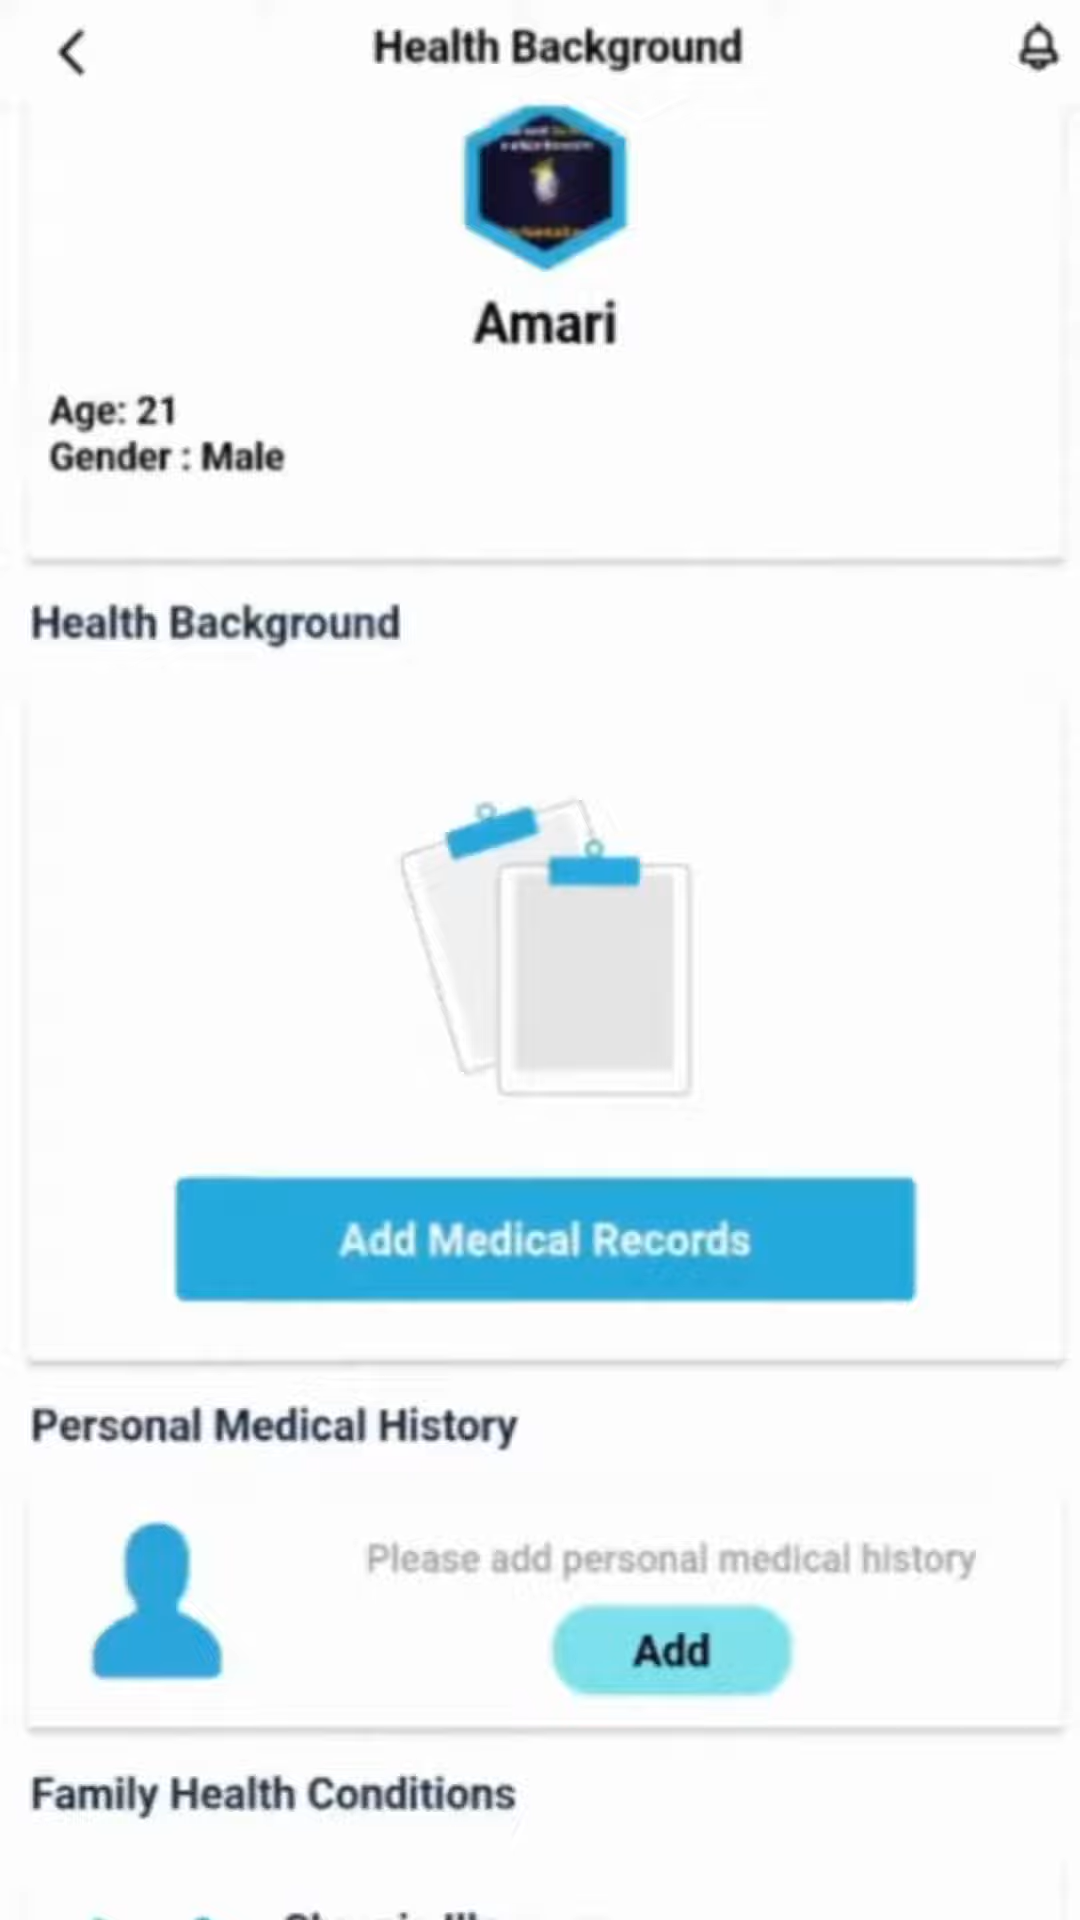 Health Background
Amari
Age: 21
Gender : Male
Health Background
Add Medical Records
Personal Medical History
Please add personal medical history
Add
Family Health Conditions